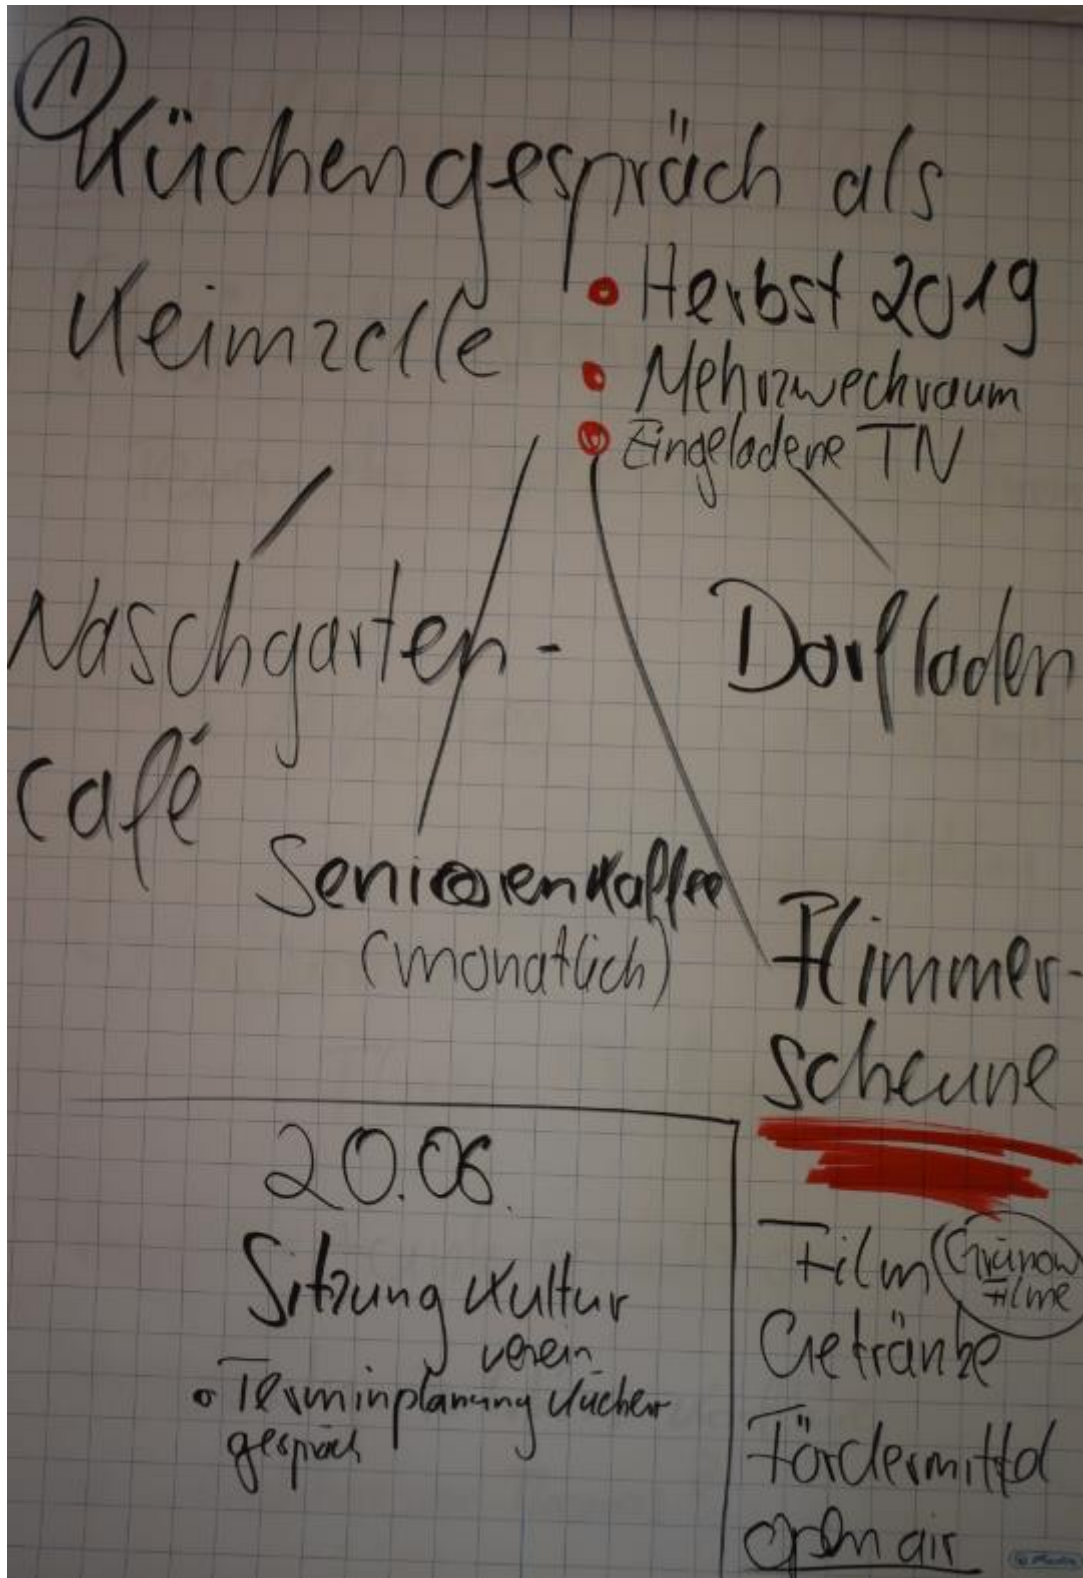 1
Küchengespräch als
Keimzelle
• Herbst 2019
• Mehrzweckraum
• Eingeladene TN
Naschgarten-
café
Dorfladen
Seniorenkaffee
(monatlich)
Flimmer-
scheune
20.06.
Sitzung Kultur
verein
• Terminplanung Küchen
gespräch
Film (Grünow
Filme
Getränke
Fördermittel
open air